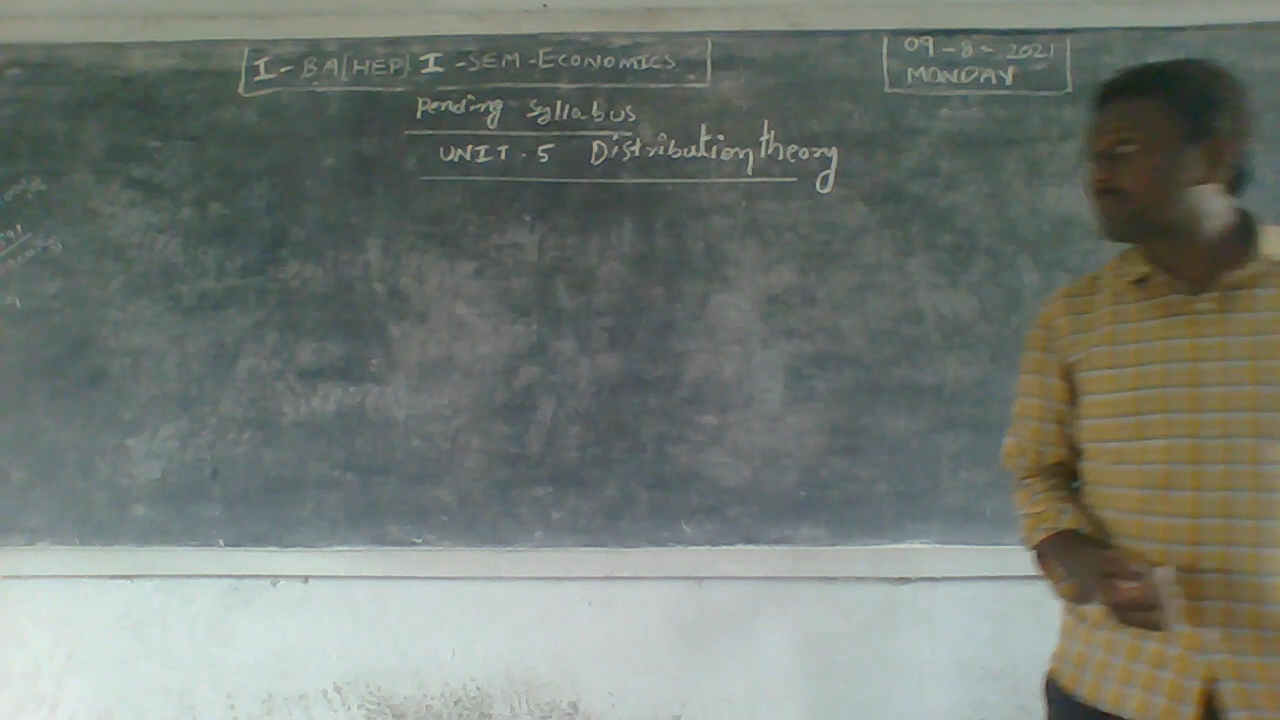 I - BA[HEP] I - SEM - ECONOMICS
09-8-2021
MONDAY
Pending Syllabus
UNIT. 5 Distribution theory